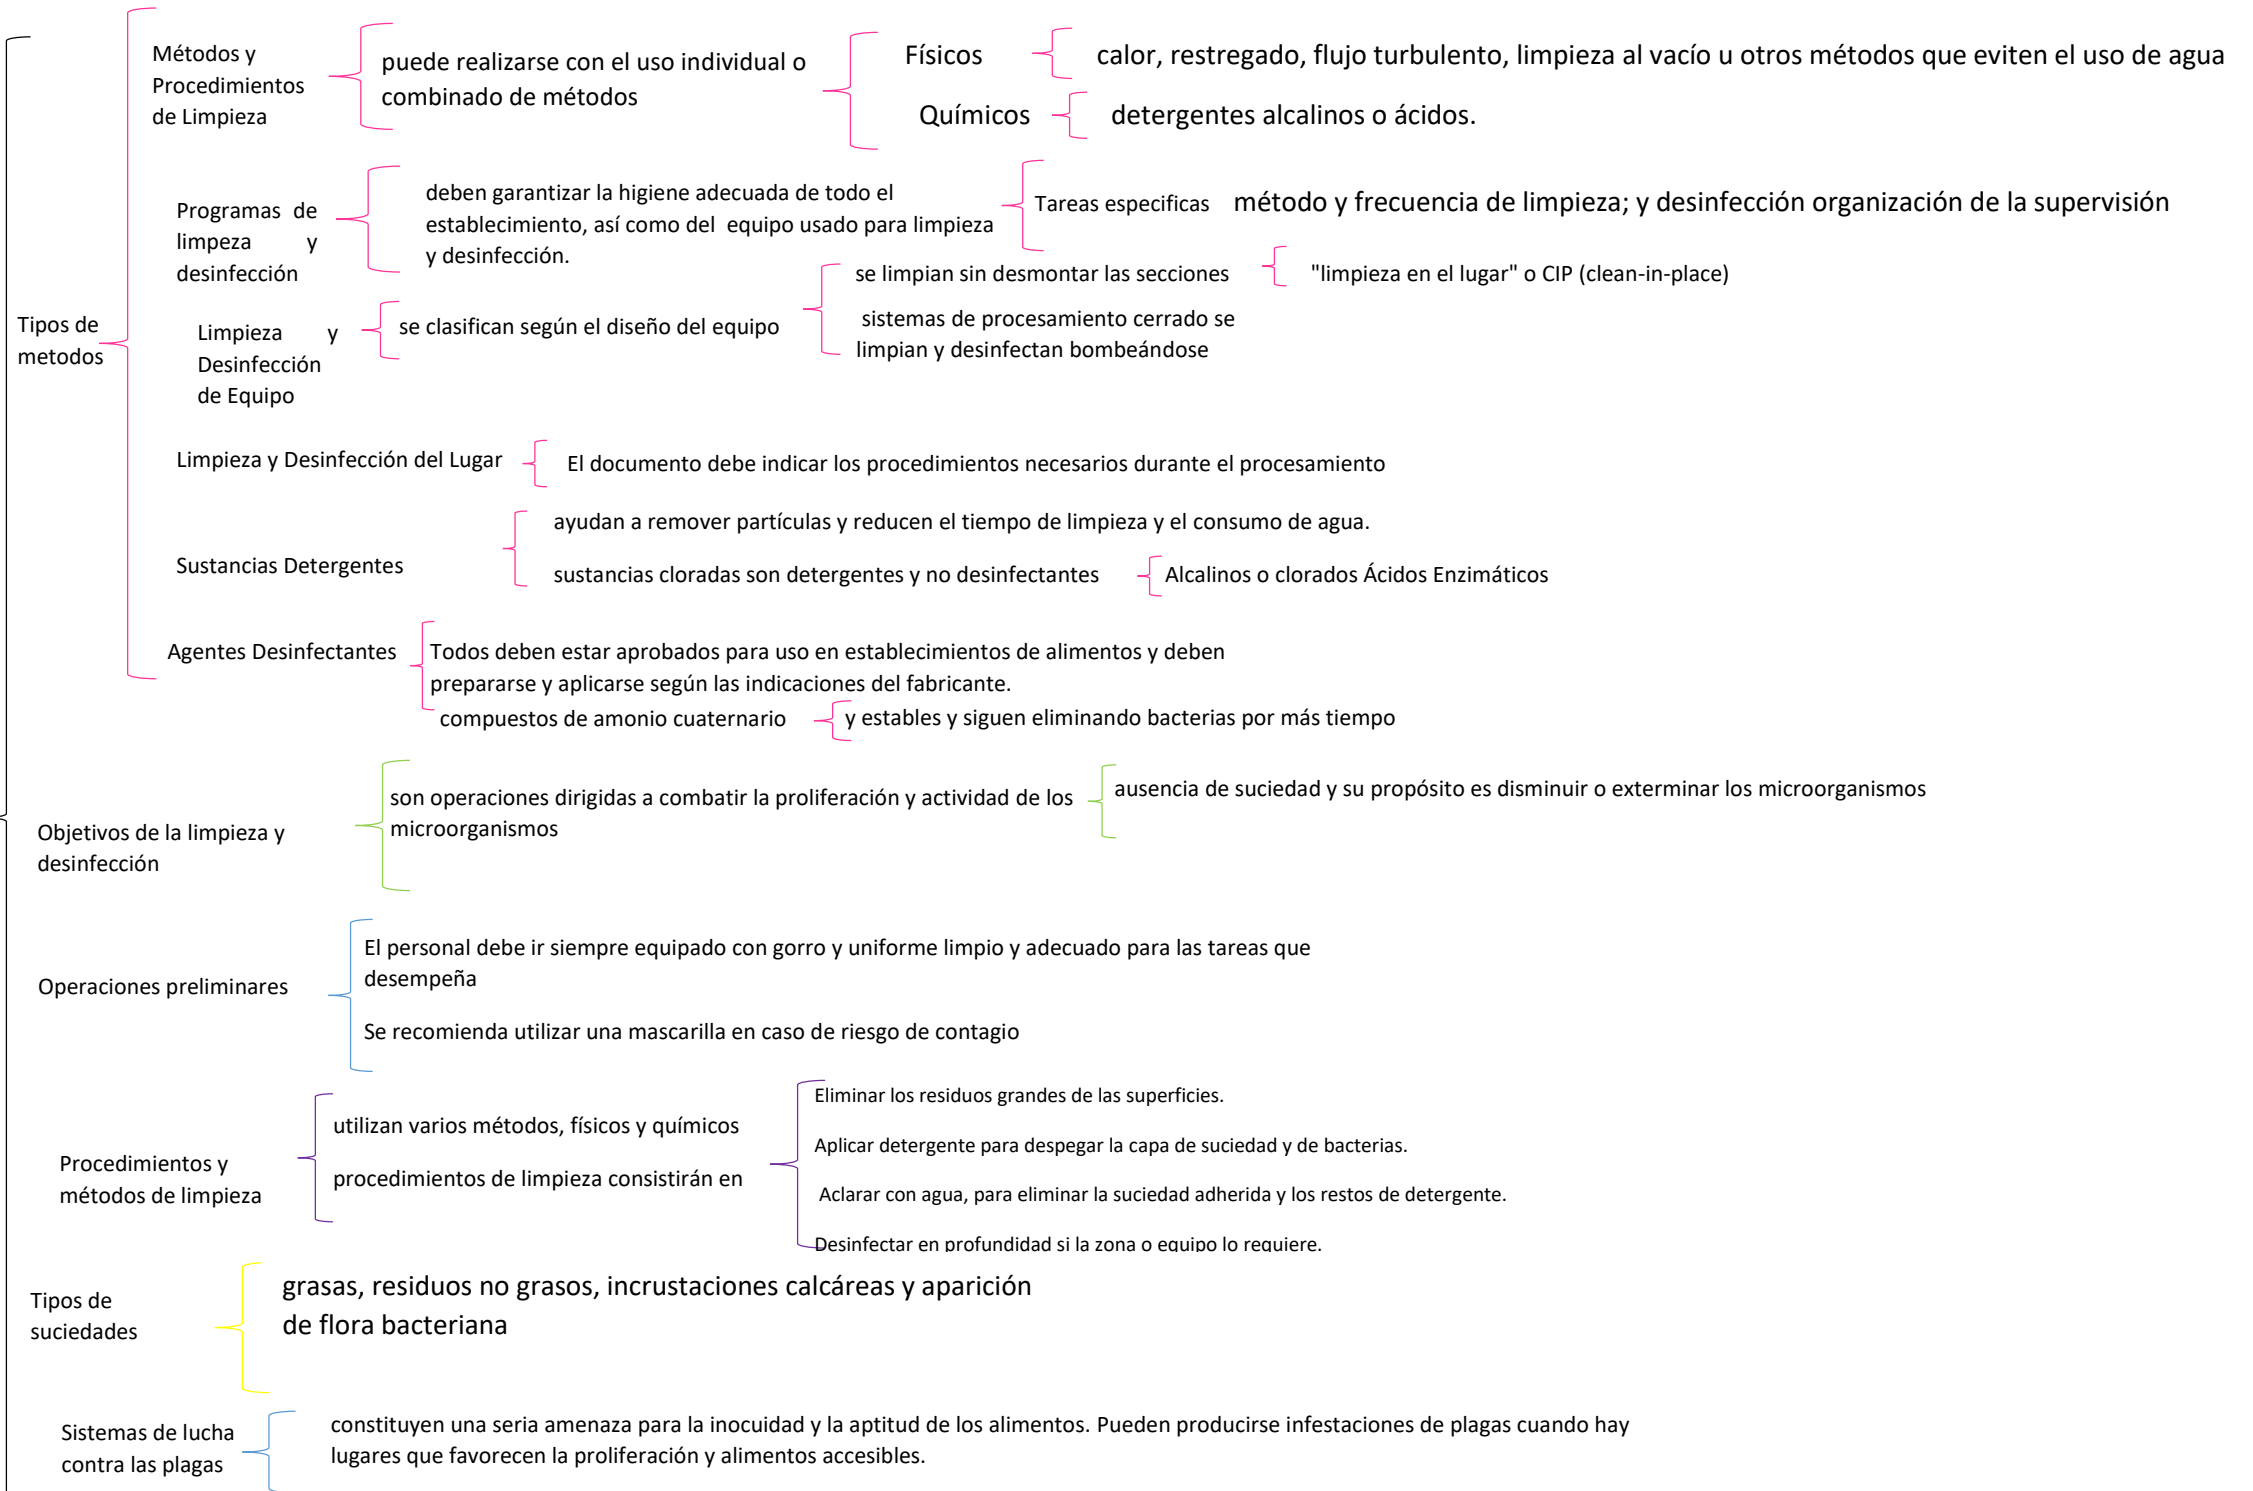 Tipos de
metodos
Métodos y
Procedimientos
de Limpieza
puede realizarse con el uso individual o
combinado de métodos
Físicos
calor, restregado, flujo turbulento, limpieza al vacío u otros métodos que eviten el uso de agua
Químicos
detergentes alcalinos o ácidos.
Programas de
limpeza y
desinfección
deben garantizar la higiene adecuada de todo el
establecimiento, así como del equipo usado para limpieza
y desinfección.
Tareas especificas
método y frecuencia de limpieza; y desinfección organización de la supervisión
Limpieza y
Desinfección
de Equipo
se clasifican según el diseño del equipo
se limpian sin desmontar las secciones
"limpieza en el lugar" o CIP (clean-in-place)
sistemas de procesamiento cerrado se
limpian y desinfectan bombeándose
Limpieza y Desinfección del Lugar
El documento debe indicar los procedimientos necesarios durante el procesamiento
Sustancias Detergentes
ayudan a remover partículas y reducen el tiempo de limpieza y el consumo de agua.
sustancias cloradas son detergentes y no desinfectantes
Alcalinos o clorados Ácidos Enzimáticos
Agentes Desinfectantes
Todos deben estar aprobados para uso en establecimientos de alimentos y deben
prepararse y aplicarse según las indicaciones del fabricante.
compuestos de amonio cuaternario
y estables y siguen eliminando bacterias por más tiempo
Objetivos de la limpieza y
desinfección
son operaciones dirigidas a combatir la proliferación y actividad de los
microorganismos
ausencia de suciedad y su propósito es disminuir o exterminar los microorganismos
Operaciones preliminares
El personal debe ir siempre equipado con gorro y uniforme limpio y adecuado para las tareas que
desempeña
Se recomienda utilizar una mascarilla en caso de riesgo de contagio
Procedimientos y
métodos de limpieza
utilizan varios métodos, físicos y químicos
procedimientos de limpieza consistirán en
Eliminar los residuos grandes de las superficies.
Aplicar detergente para despegar la capa de suciedad y de bacterias.
Aclarar con agua, para eliminar la suciedad adherida y los restos de detergente.
Desinfectar en profundidad si la zona o equipo lo requiere.
Tipos de
suciedades
grasas, residuos no grasos, incrustaciones calcáreas y aparición
de flora bacteriana
Sistemas de lucha
contra las plagas
constituyen una seria amenaza para la inocuidad y la aptitud de los alimentos. Pueden producirse infestaciones de plagas cuando hay
lugares que favorecen la proliferación y alimentos accesibles.